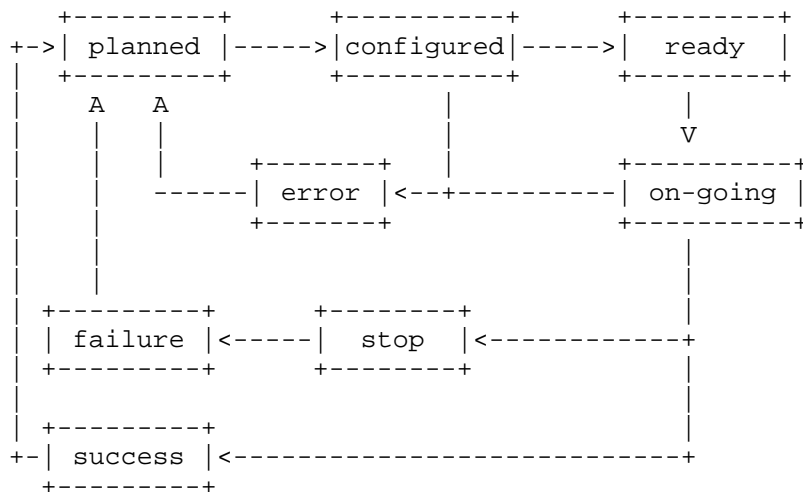 planned configured ready
error on-going
failure stop
success